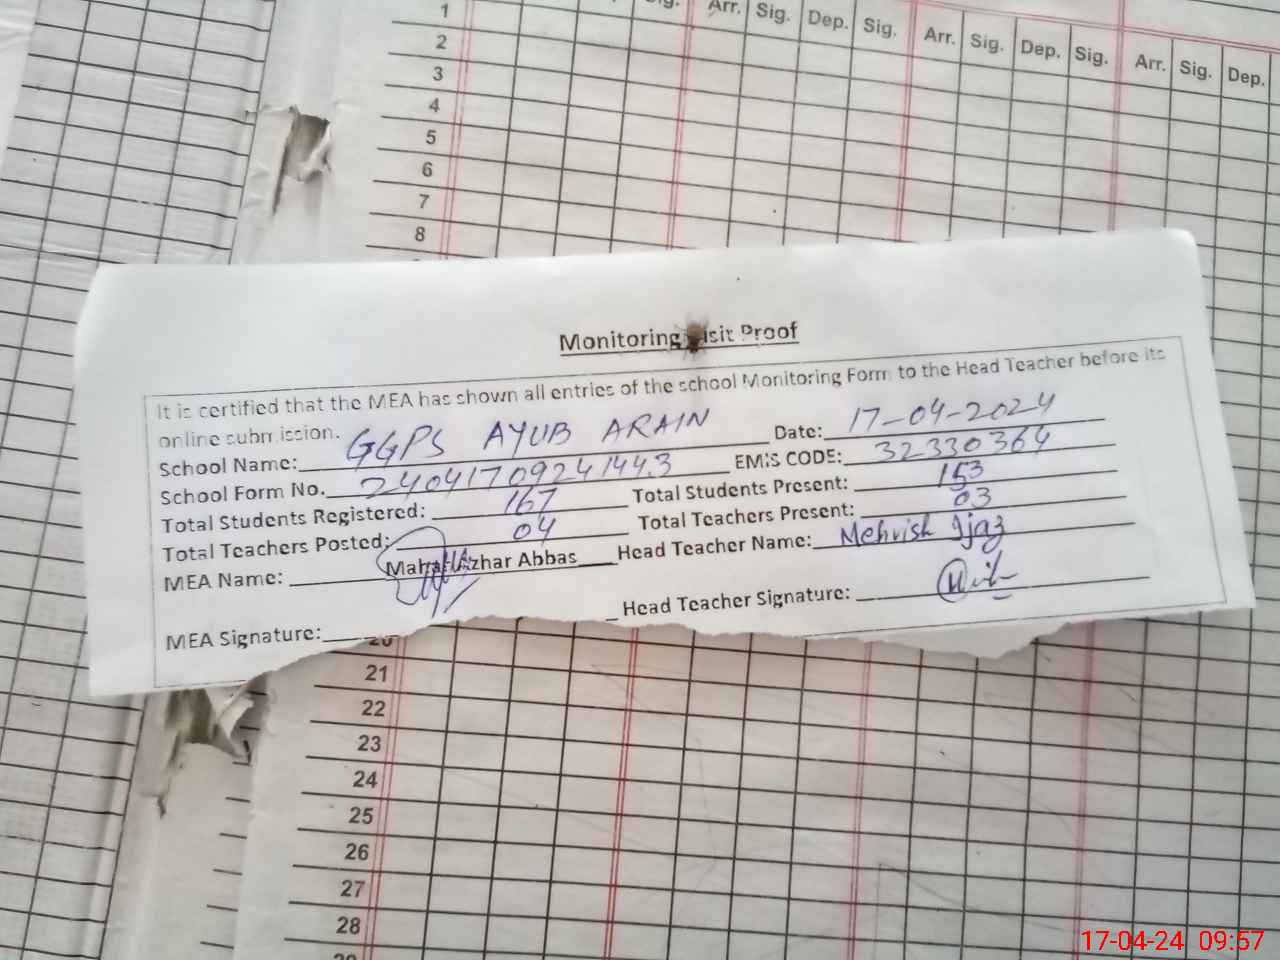 1
2
3
4
5
6
7
8
Arr. Sig. Dep. Sig. Arr. Sig. Dep. Sig. Arr. Sig. Dep.
Monitoring isit Proof
It is certified that the MEA has shown all entries of the school Monitoring Form to the Head Teacher before its
online submission.
School Name: GGPS AYUB ARAIN Date: 17-04-2024
School Form No. 24041709241443 EMIS CODE: 32330364
Total Students Registered: 167 Total Students Present: 153
Total Teachers Posted: 04 Total Teachers Present: 03
MEA Name: Azhar Abbas Head Teacher Name: Mehvish Ijaz
MEA Signature: Head Teacher Signature:
20
21
22
23
24
25
26
27
28
17-04-24 09:57